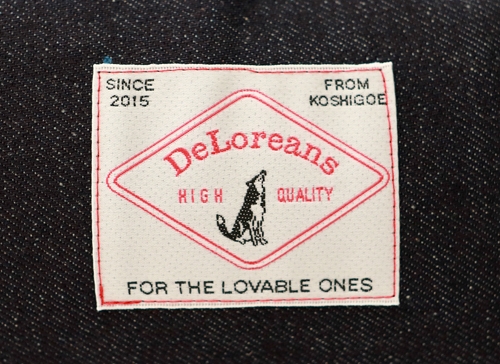 SINCE
2015
FROM
KOSHIGOE
DeLoreans
HIGH QUALITY
FOR THE LOVABLE ONES